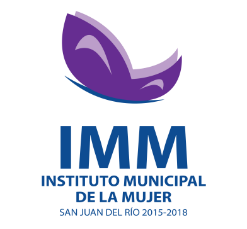 IMM
INSTITUTO MUNICIPAL
DE LA MUJER
SAN JUAN DEL RÍO 2015-2018